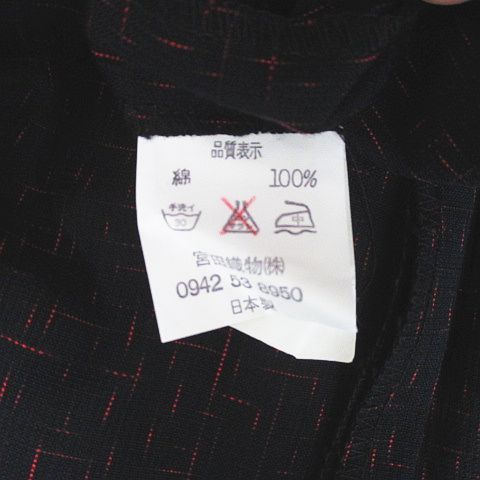 品質表示
綿 100%
手洗イ 30 中
宮田織物(株)
0942 53 8950
日本製